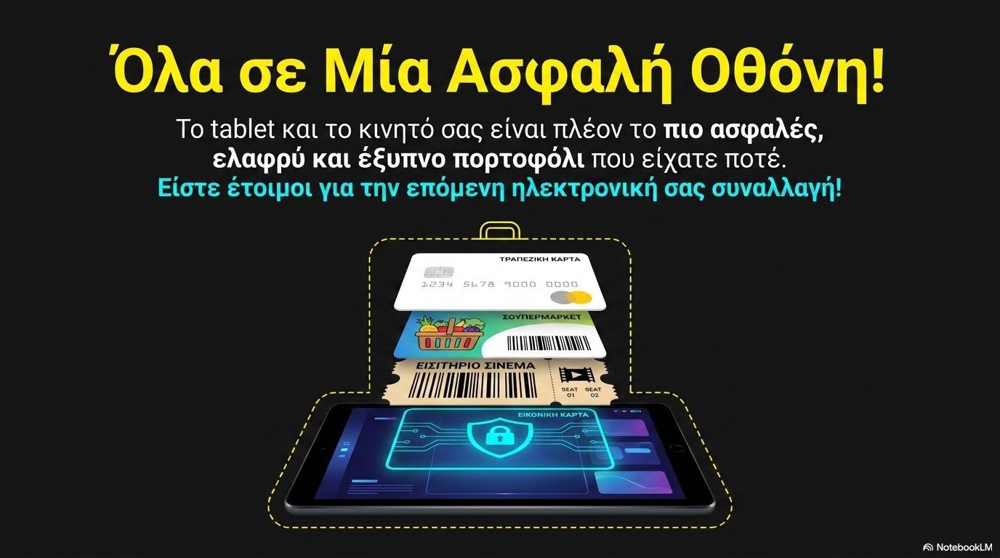 Όλα σε Μία Ασφαλή Οθόνη!
Το tablet και το κινητό σας είναι πλέον το πιο ασφαλές,
ελαφρύ και έξυπνο πορτοφόλι που είχατε ποτέ.
Είστε έτοιμοι για την επόμενη ηλεκτρονική σας συναλλαγή!
ΤΡΑΠΕΖΙΚΗ ΚΑΡΤΑ
1234 5678 9000 0000
ΣΟΥΠΕΡΜΑΡΚΕΤ
ΕΙΣΙΤΗΡΙΟ ΣΙΝΕΜΑ
SEAT 01
SEAT 02
ΕΙΚΟΝΙΚΗ ΚΑΡΤΑ
NotebookLM